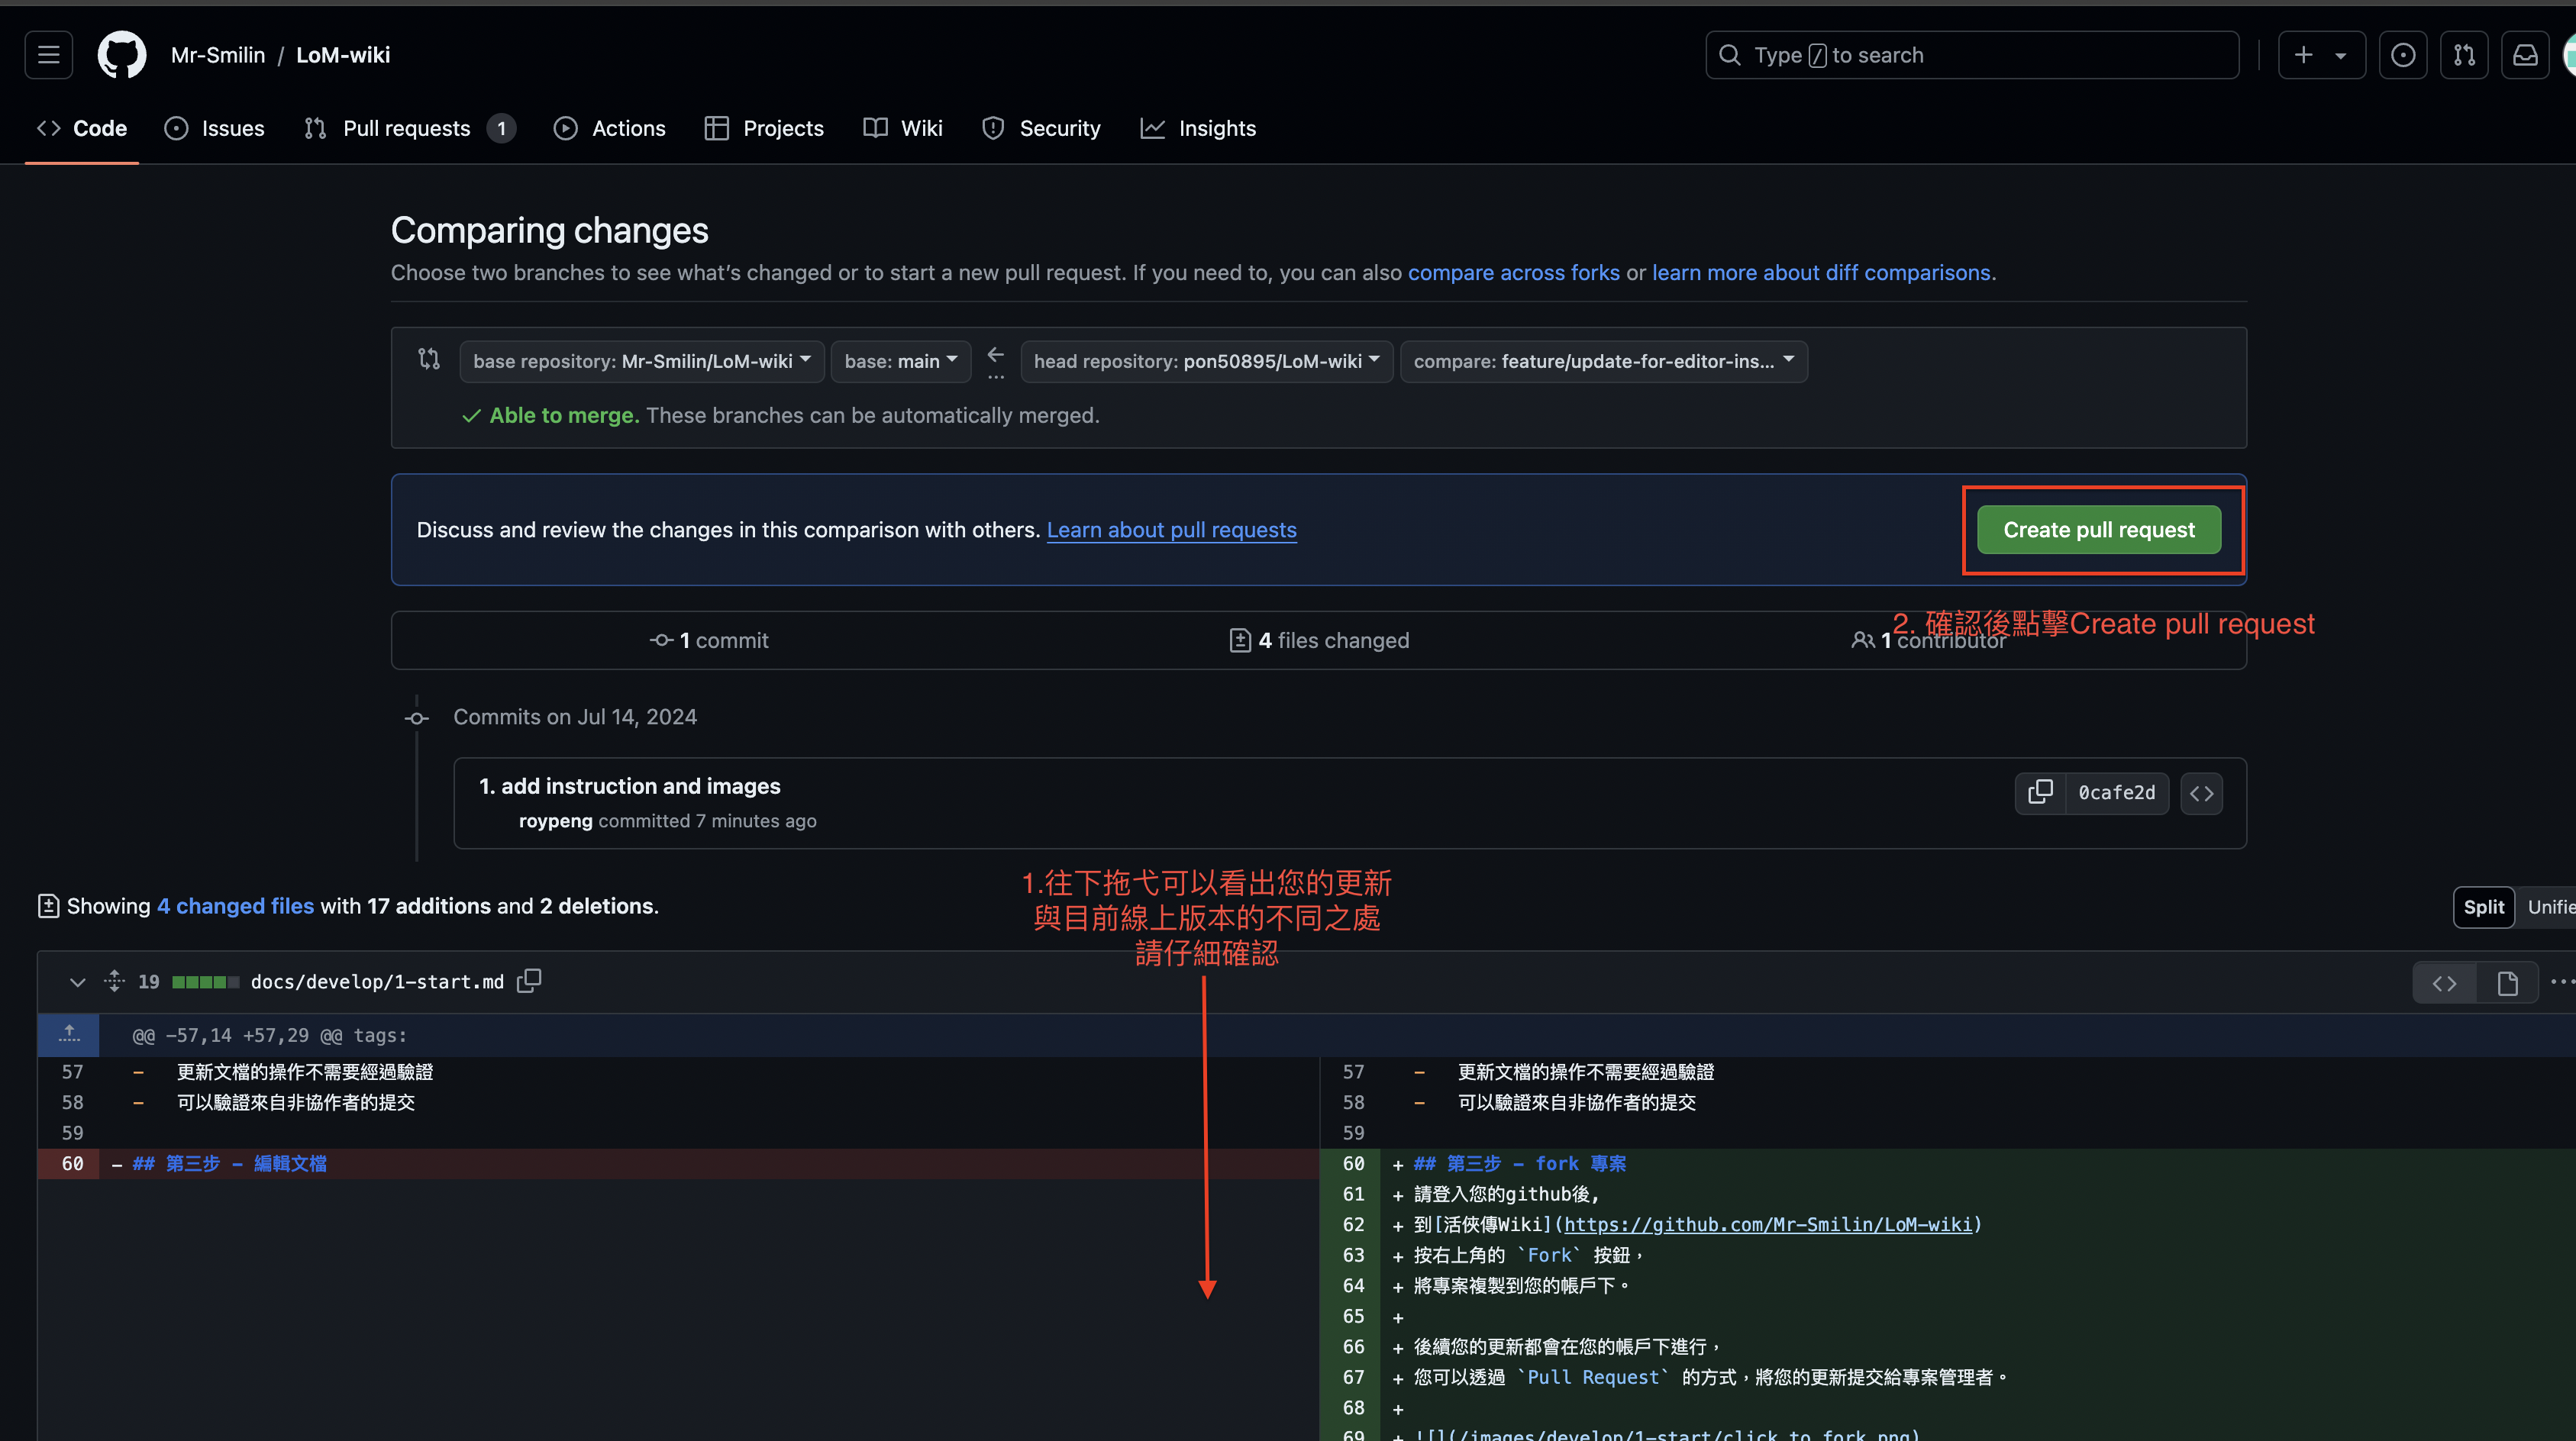 Mr-Smilin / LoM-wiki
Type / to search
Code
Issues
Pull requests 1
Actions
Projects
Wiki
Security
Insights
Comparing changes
Choose two branches to see what's changed or to start a new pull request. If you need to, you can also compare across forks or learn more about diff comparisons.
base repository: Mr-Smilin/LoM-wiki
base: main
head repository: pon50895/LoM-wiki
compare: feature/update-for-editor-ins...
Able to merge. These branches can be automatically merged.
Discuss and review the changes in this comparison with others. Learn about pull requests
Create pull request
2. 確認後點擊Create pull request
1 commit
4 files changed
1 contributor
Commits on Jul 14, 2024
1. add instruction and images
0cafe2d
roypeng committed 7 minutes ago
1.往下拖弋可以看出您的更新
與目前線上版本的不同之處
請仔細確認
Showing 4 changed files with 17 additions and 2 deletions.
Split
Unifie
19 docs/develop/1-start.md
@@ -57,14 +57,29 @@ tags:
57 - 更新文檔的操作不需要經過驗證
57 - 更新文檔的操作不需要經過驗證
58 - 可以驗證來自非協作者的提交
58 - 可以驗證來自非協作者的提交
59
59
60 - ## 第三步 - 編輯文檔
60 + ## 第三步 - fork 專案
61 + 請登入您的github後,
62 + 到[活俠傳Wiki](https://github.com/Mr-Smilin/LoM-wiki)
63 + 按右上角的 `Fork` 按鈕，
64 + 將專案複製到您的帳戶下。
65 +
66 + 後續您的更新都會在您的帳戶下進行，
67 + 您可以透過 `Pull Request` 的方式，將您的更新提交給專案管理者。
68 +
69 + ![](/images/develop/1-start/click_to_fork.png)